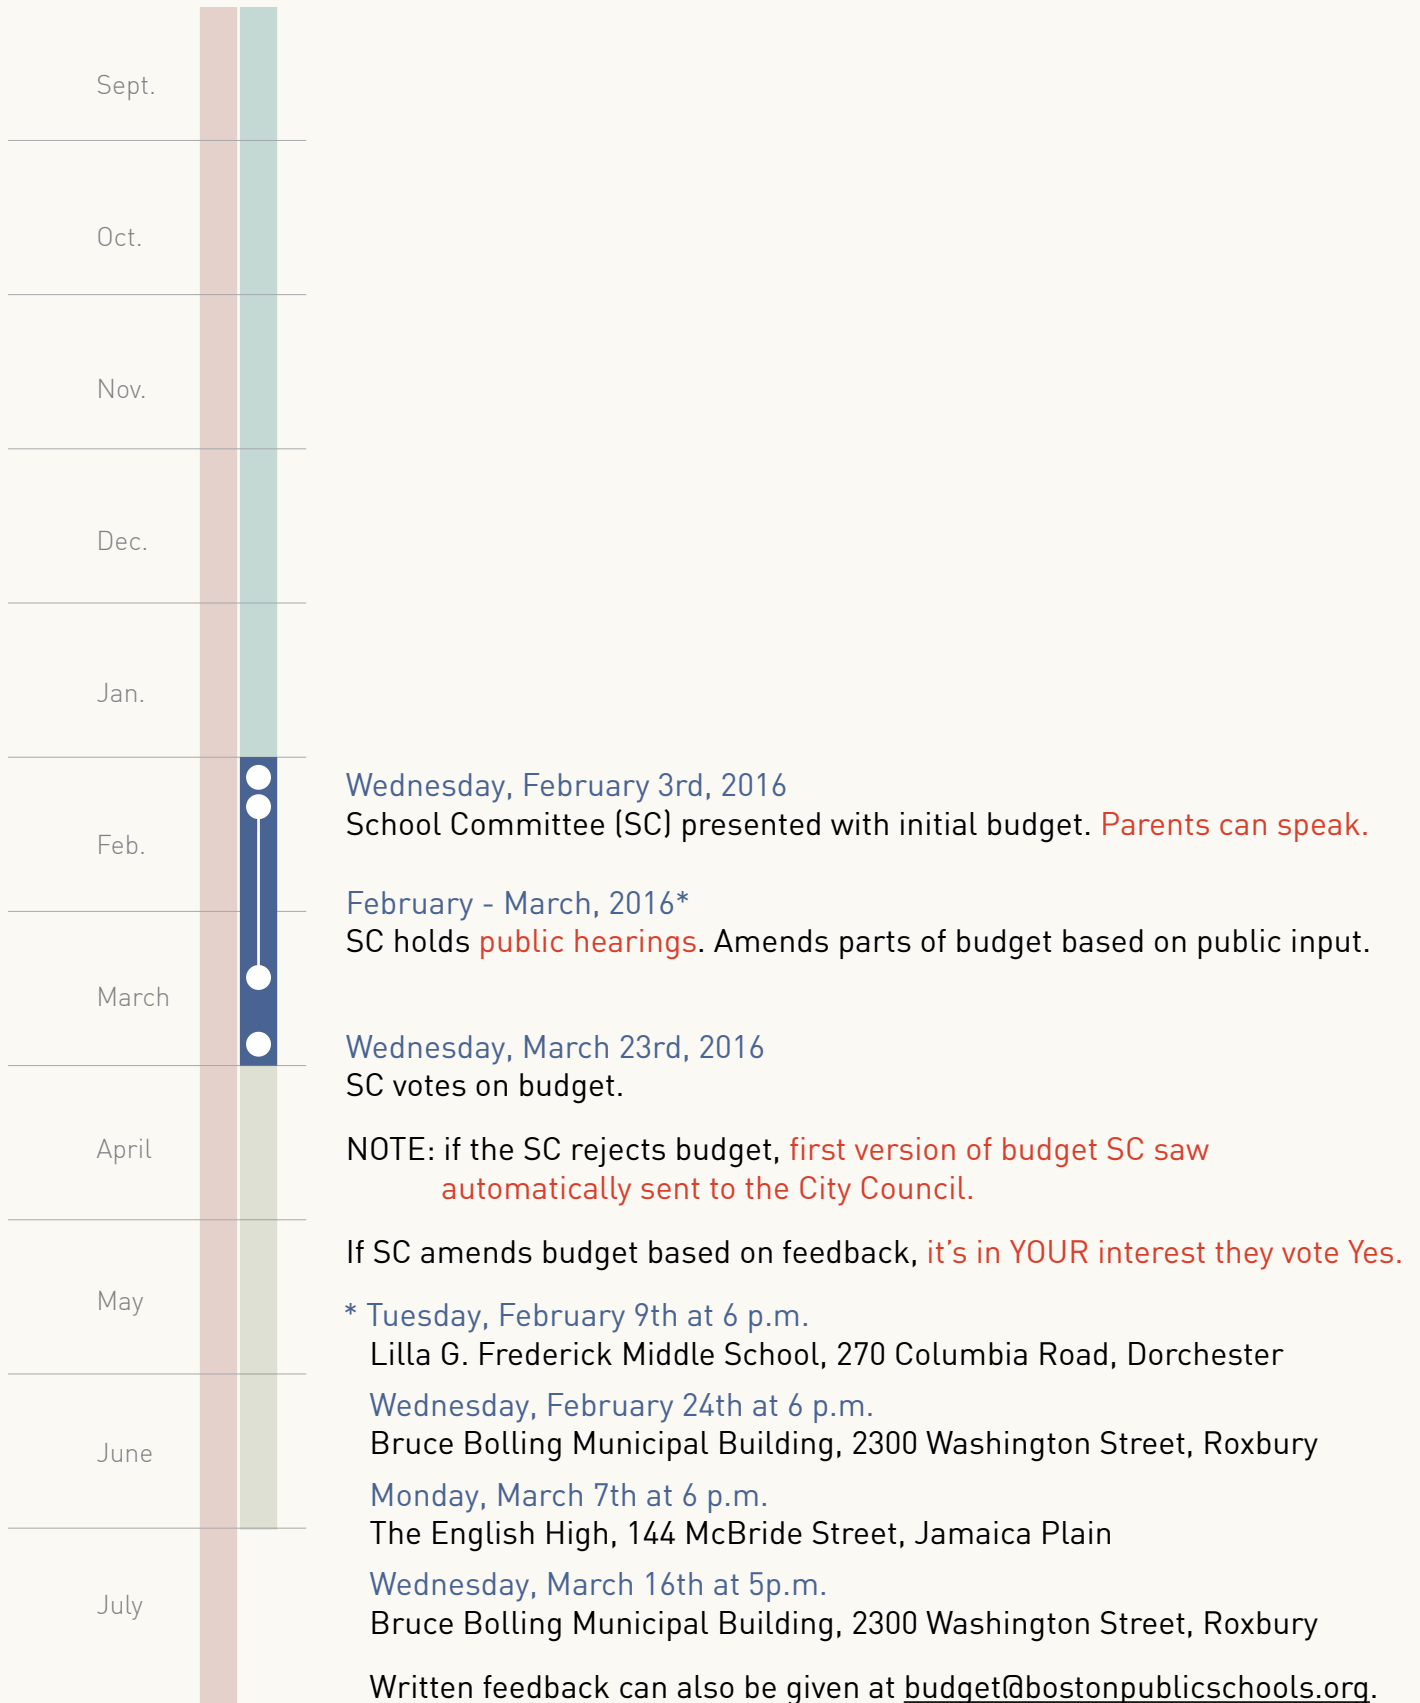 Sept.
Oct.
Nov.
Dec.
Jan.
Feb.
March
April
May
June
July
Wednesday, February 3rd, 2016
School Committee (SC) presented with initial budget. Parents can speak.
February - March, 2016*
SC holds public hearings. Amends parts of budget based on public input.
Wednesday, March 23rd, 2016
SC votes on budget.
NOTE: if the SC rejects budget, first version of budget SC saw
automatically sent to the City Council.
If SC amends budget based on feedback, it's in YOUR interest they vote Yes.
* Tuesday, February 9th at 6 p.m.
Lilla G. Frederick Middle School, 270 Columbia Road, Dorchester
Wednesday, February 24th at 6 p.m.
Bruce Bolling Municipal Building, 2300 Washington Street, Roxbury
Monday, March 7th at 6 p.m.
The English High, 144 McBride Street, Jamaica Plain
Wednesday, March 16th at 5p.m.
Bruce Bolling Municipal Building, 2300 Washington Street, Roxbury
Written feedback can also be given at budget@bostonpublicschools.org.